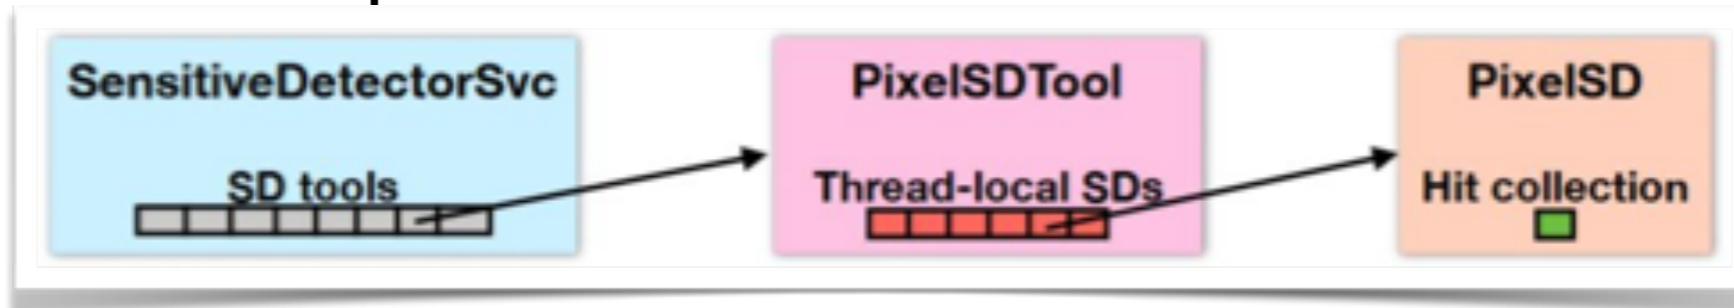 SensitiveDetectorSvc
PixelSDTool
PixelSD
SD tools
Thread-local SDs
Hit collection